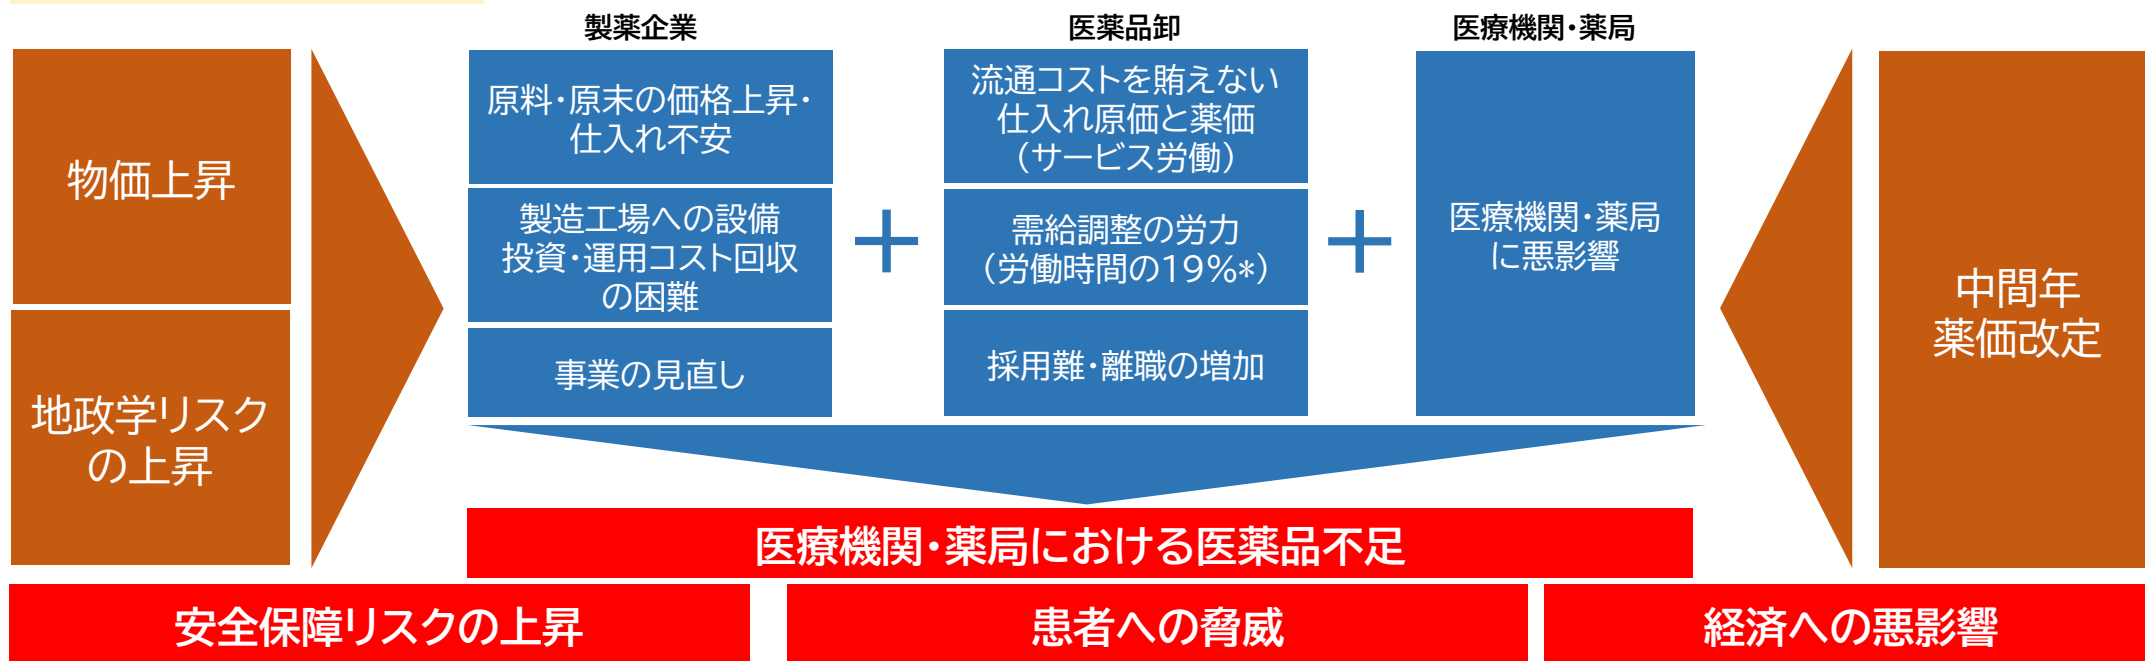 製薬企業
医薬品卸
医療機関・薬局
物価上昇
地政学リスク
の上昇
原料・原末の価格上昇・
仕入れ不安
製造工場への設備
投資・運用コスト回収
の困難
事業の見直し
＋
流通コストを賄えない
仕入れ原価と薬価
（サービス労働）
需給調整の労力
（労働時間の19%*）
採用難・離職の増加
＋
医療機関・薬局
に悪影響
中間年
薬価改定
医療機関・薬局における医薬品不足
安全保障リスクの上昇
患者への脅威
経済への悪影響